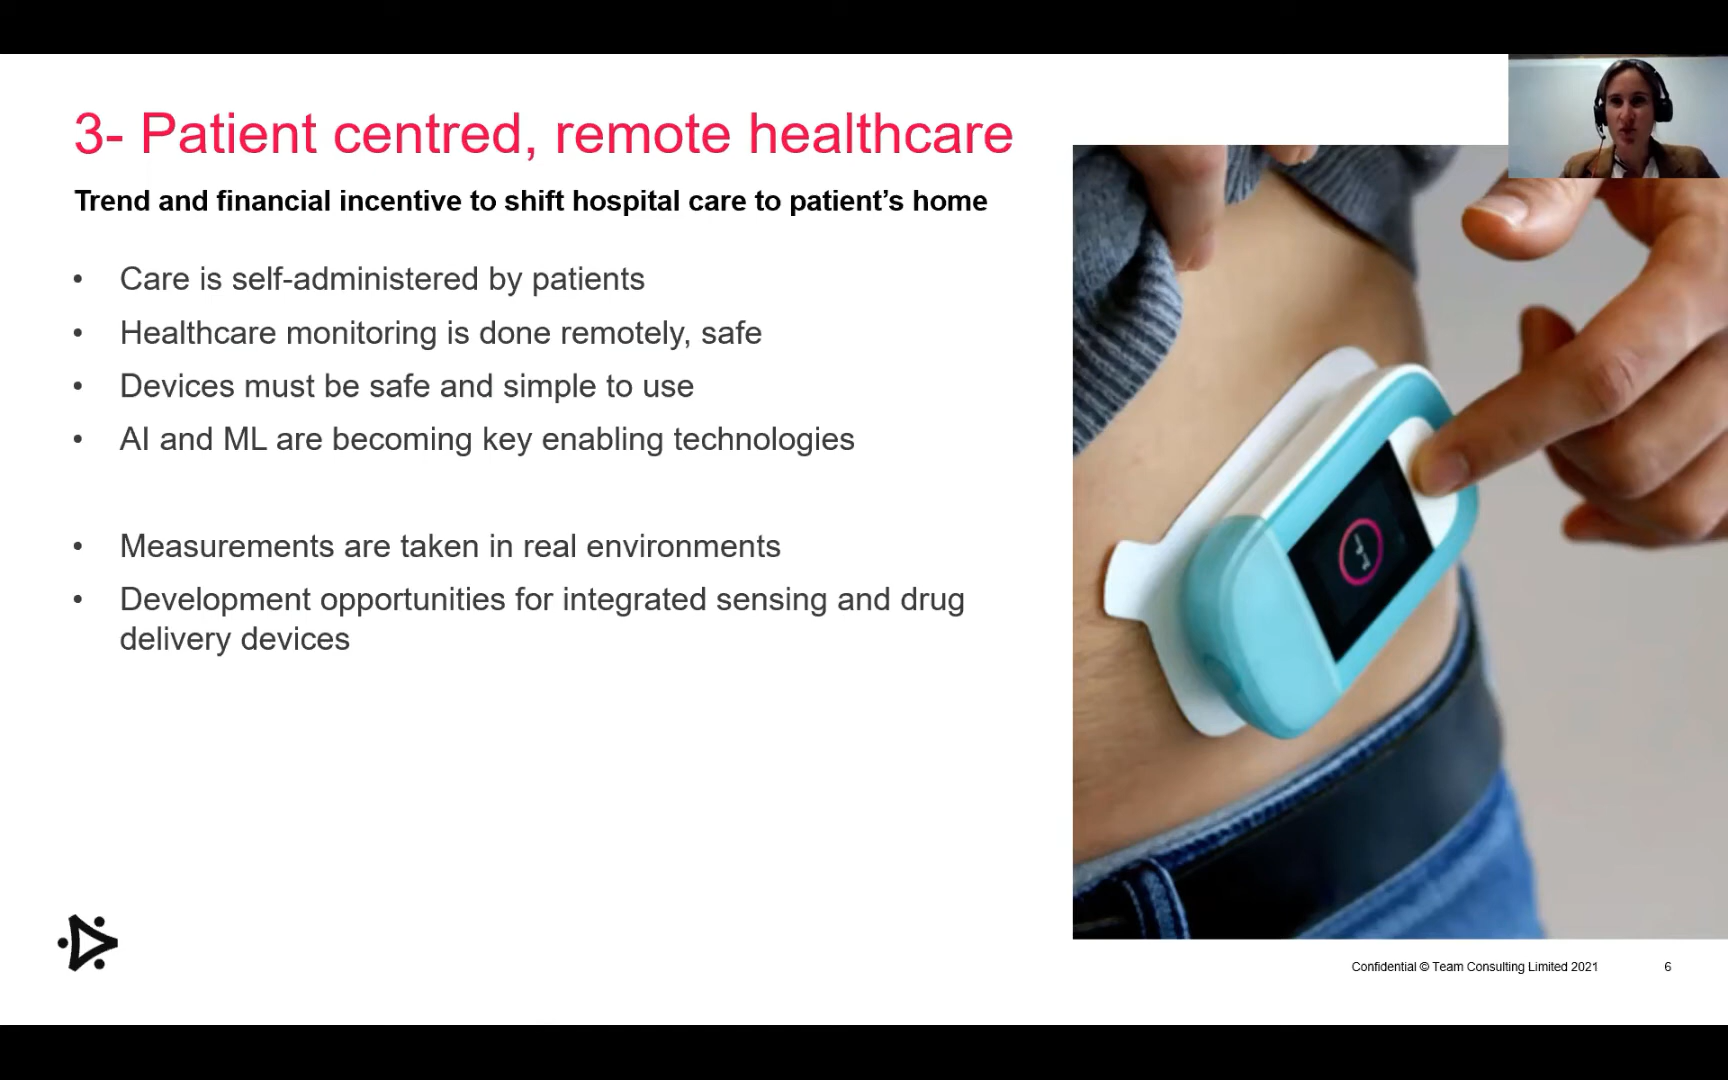 3- Patient centred, remote healthcare
Trend and financial incentive to shift hospital care to patient’s home
• Care is self-administered by patients
• Healthcare monitoring is done remotely, safe
• Devices must be safe and simple to use
• AI and ML are becoming key enabling technologies
• Measurements are taken in real environments
• Development opportunities for integrated sensing and drug
delivery devices
Confidential © Team Consulting Limited 2021
6